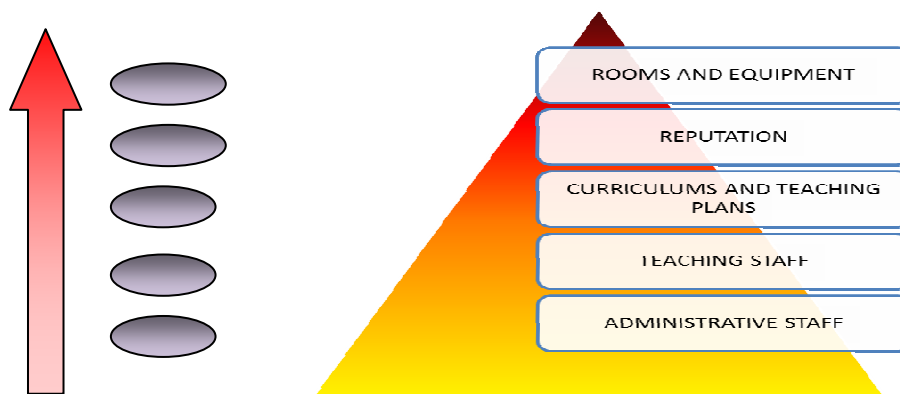 ROOMS AND EQUIPMENT
REPUTATION
CURRICULUMS AND TEACHING
PLANS
TEACHING STAFF
ADMINISTRATIVE STAFF